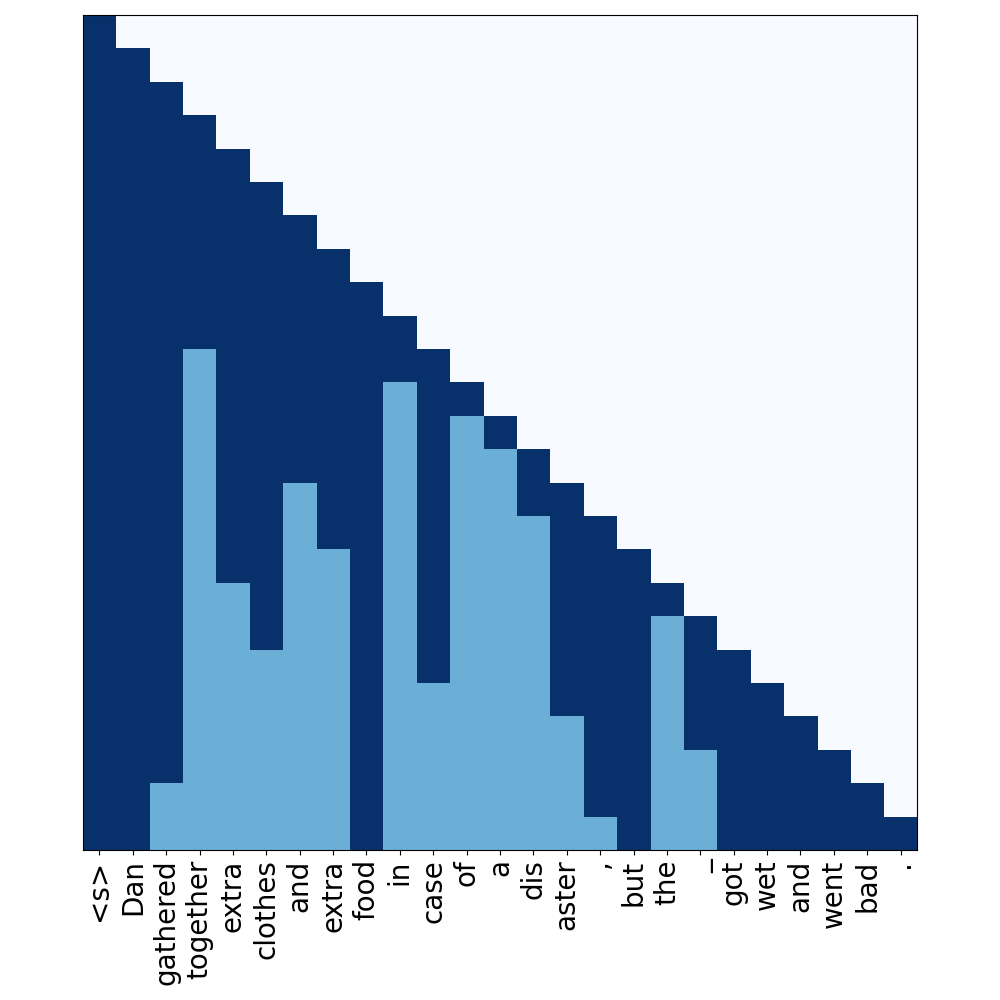 <s> Dan gathered together extra clothes and extra food in case of a dis aster , but the _ got wet and went bad .